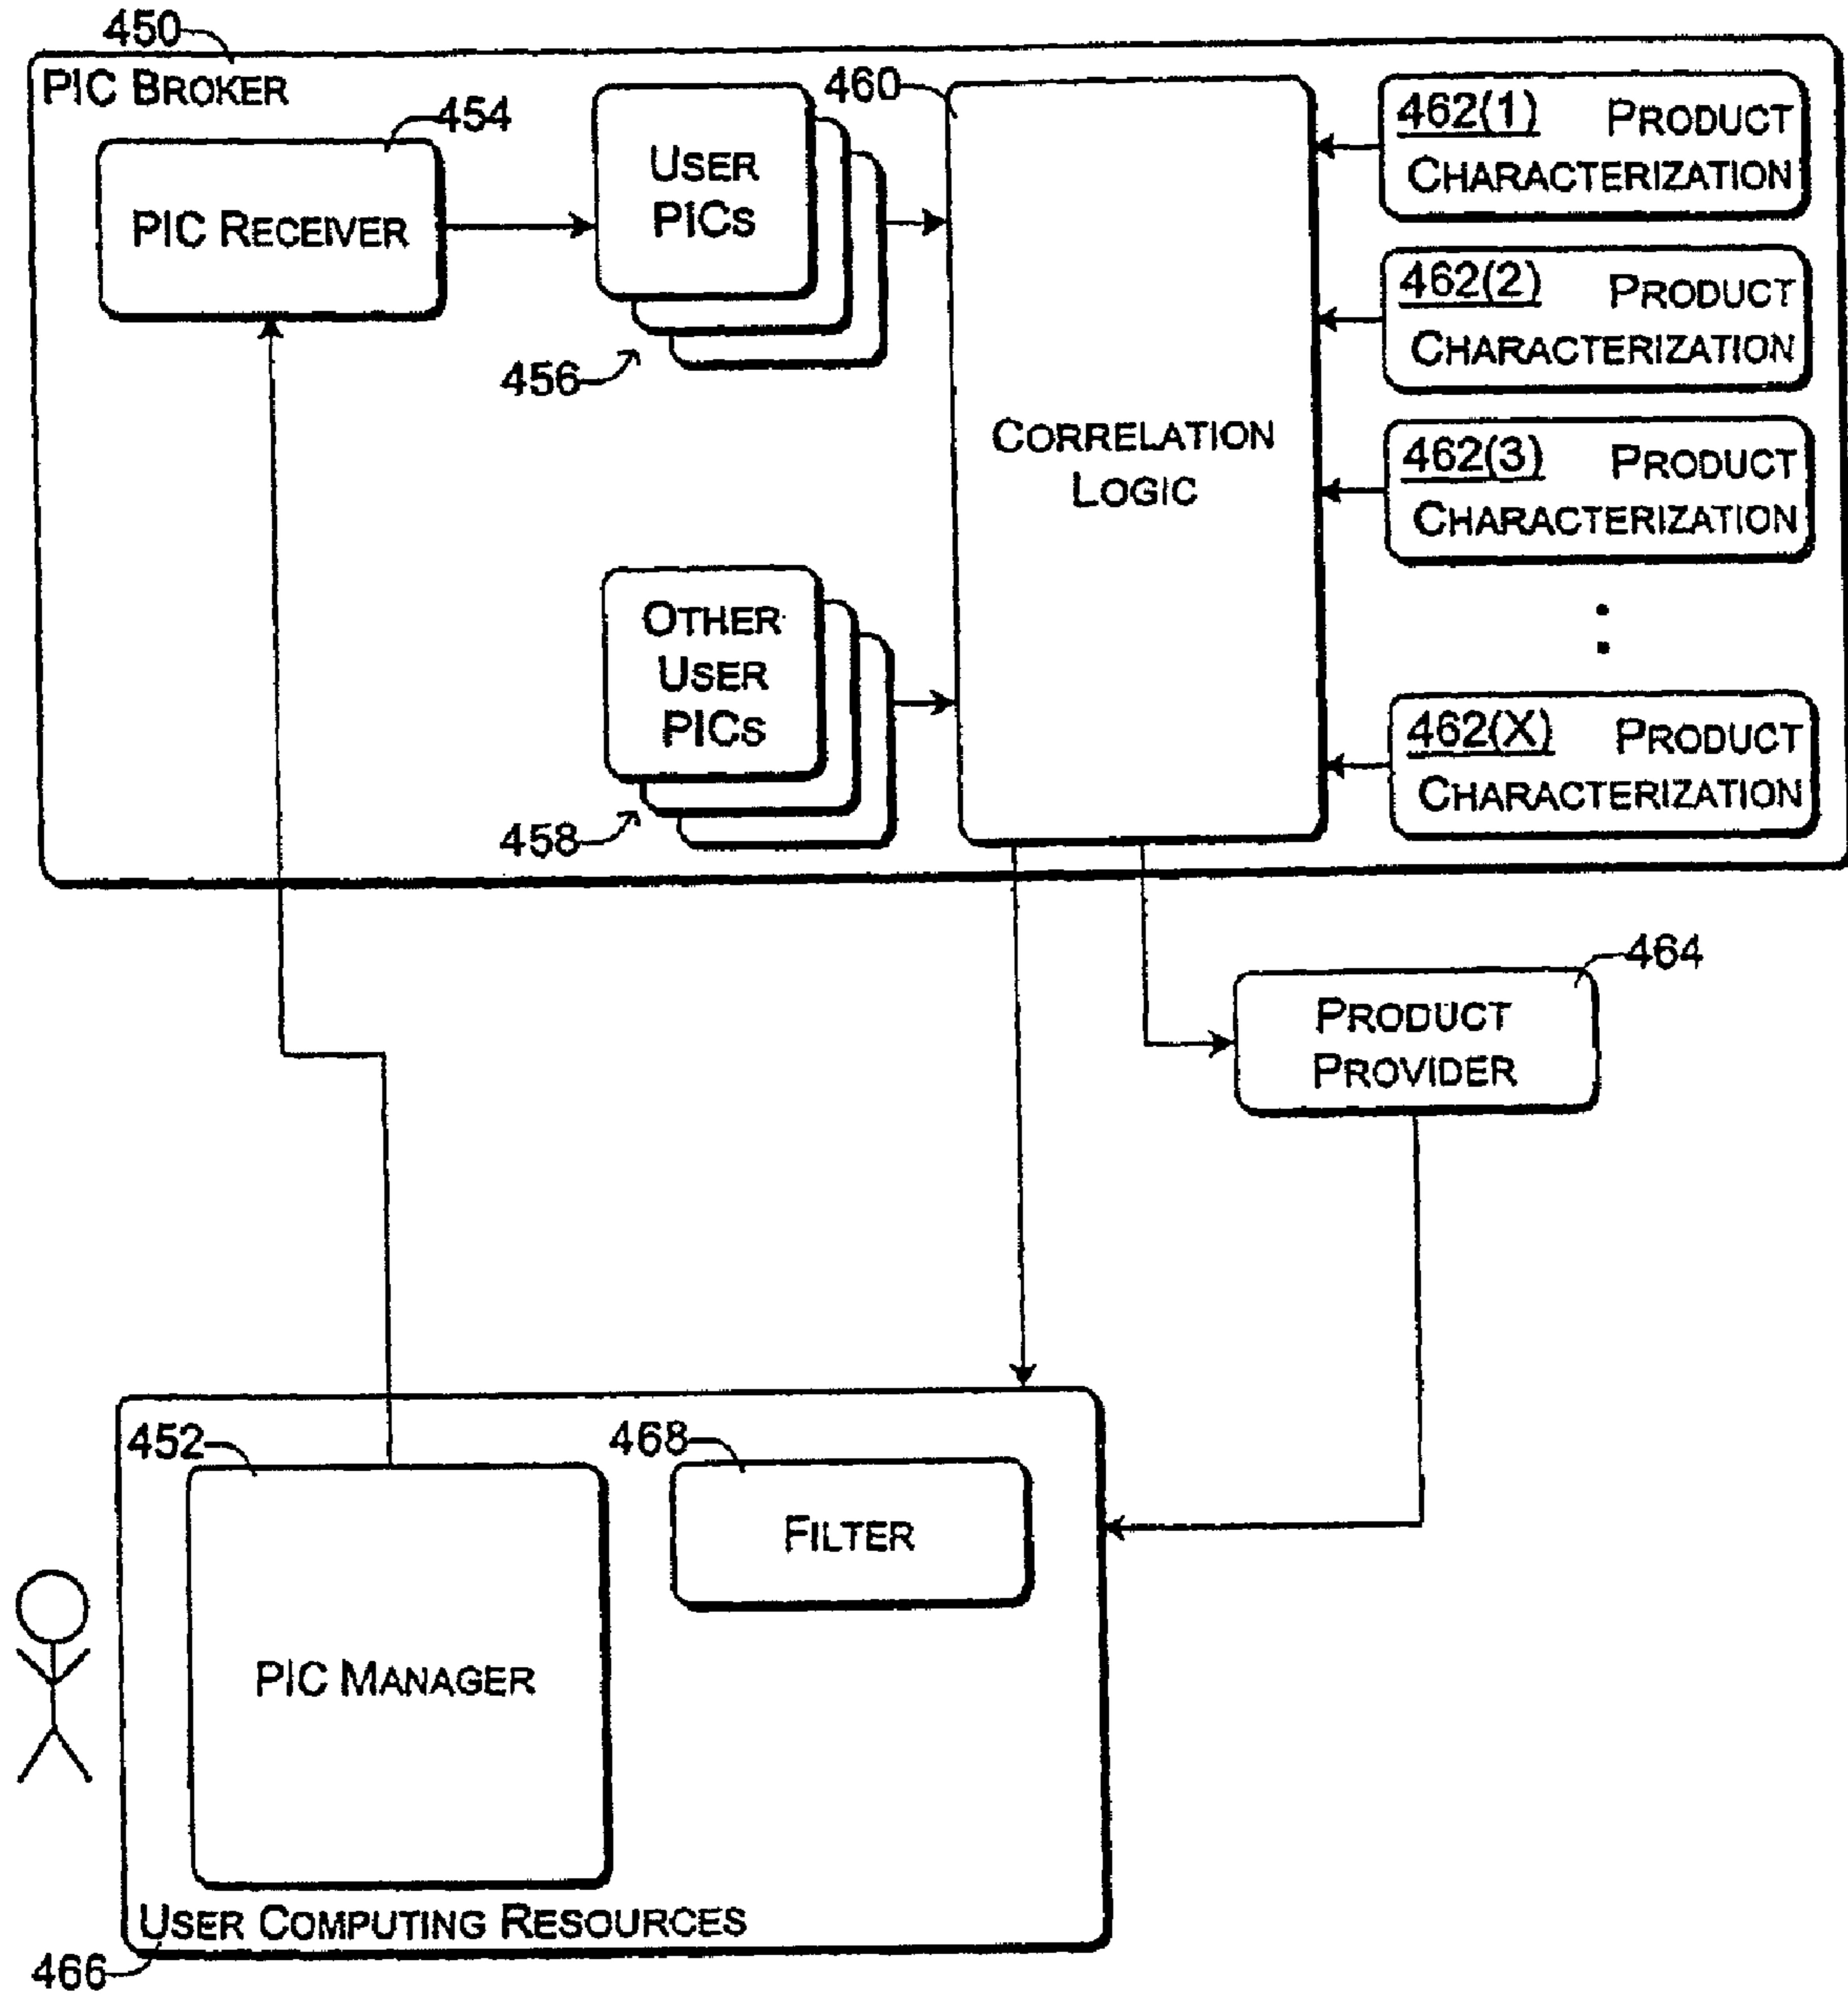 450
PIC BROKER
454
PIC RECEIVER
USER
PICS
456
OTHER
USER
PICS
458
460
CORRELATION
LOGIC
462(1) PRODUCT
CHARACTERIZATION
462(2) PRODUCT
CHARACTERIZATION
462(3) PRODUCT
CHARACTERIZATION
462(X) PRODUCT
CHARACTERIZATION
464
PRODUCT
PROVIDER
452
PIC MANAGER
468
FILTER
USER COMPUTING RESOURCES
466